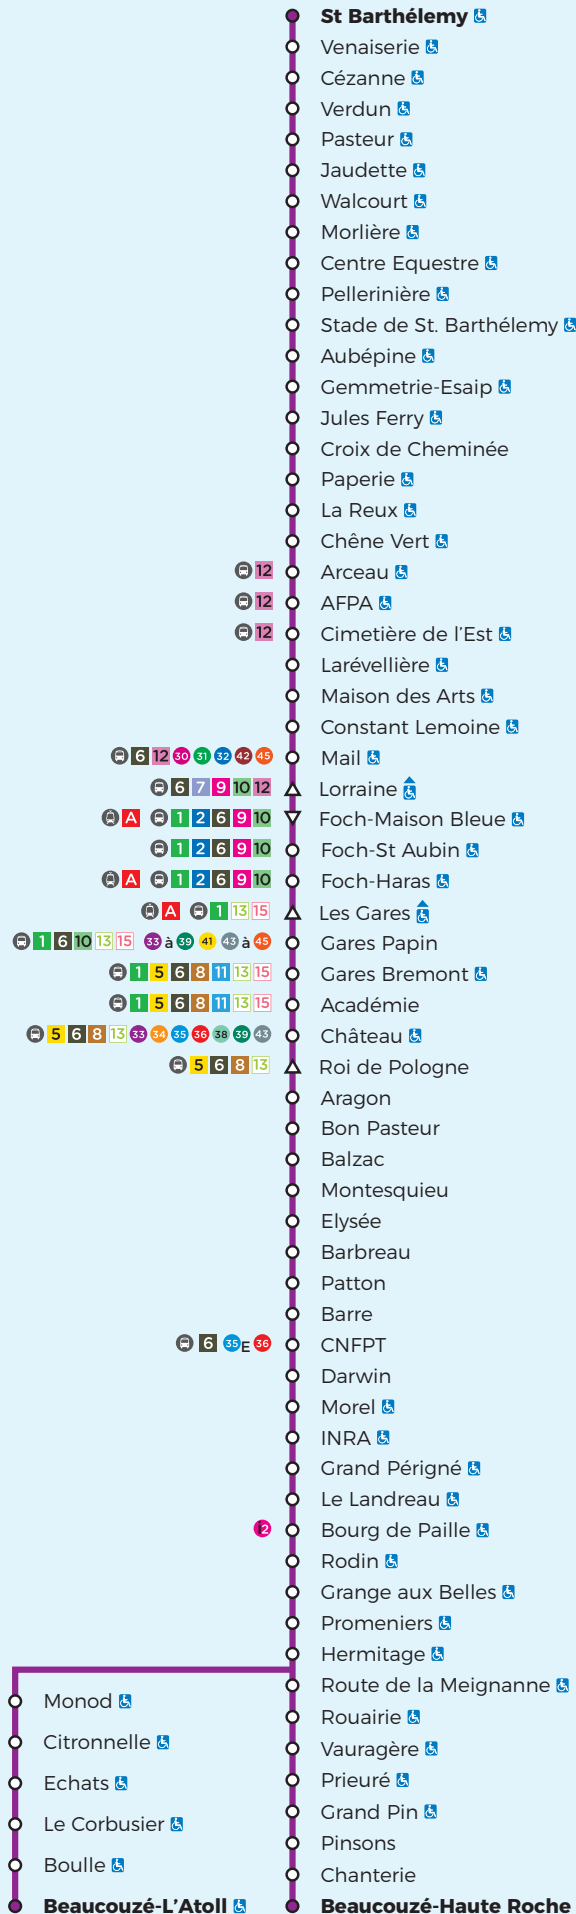 St Barthélemy
Venaiserie
Cézanne
Verdun
Pasteur
Jaudette
Walcourt
Morlière
Centre Equestre
Pellerinière
Stade de St. Barthélemy
Aubépine
Gemmetrie-Esaip
Jules Ferry
Croix de Cheminée
Paperie
La Reux
Chêne Vert
12 Arceau
12 AFPA
12 Cimetière de l'Est
Larévellière
Maison des Arts
Constant Lemoine
6 12 30 31 32 42 45 Mail
6 7 9 10 12 Lorraine
A 1 2 6 9 10 Foch-Maison Bleue
1 2 6 9 10 Foch-St Aubin
A 1 2 6 9 10 Foch-Haras
A 1 13 15 Les Gares
1 6 10 13 15 33 à 39 41 43 à 45 Gares Papin
1 5 6 8 11 13 15 Gares Bremont
1 5 6 8 11 13 15 Académie
5 6 8 13 33 34 35 36 38 39 43 Château
5 6 8 13 Roi de Pologne
Aragon
Bon Pasteur
Balzac
Montesquieu
Elysée
Barbreau
Patton
Barre
6 35E 36 CNFPT
Darwin
Morel
INRA
Grand Périgné
Le Landreau
Bourg de Paille
Rodin
Grange aux Belles
Promeniers
Hermitage
Route de la Meignanne
Rouairie
Vauragère
Prieuré
Grand Pin
Pinsons
Chanterie
Beaucouzé-Haute Roche
Monod
Citronnelle
Echats
Le Corbusier
Boulle
Beaucouzé-L'Atoll